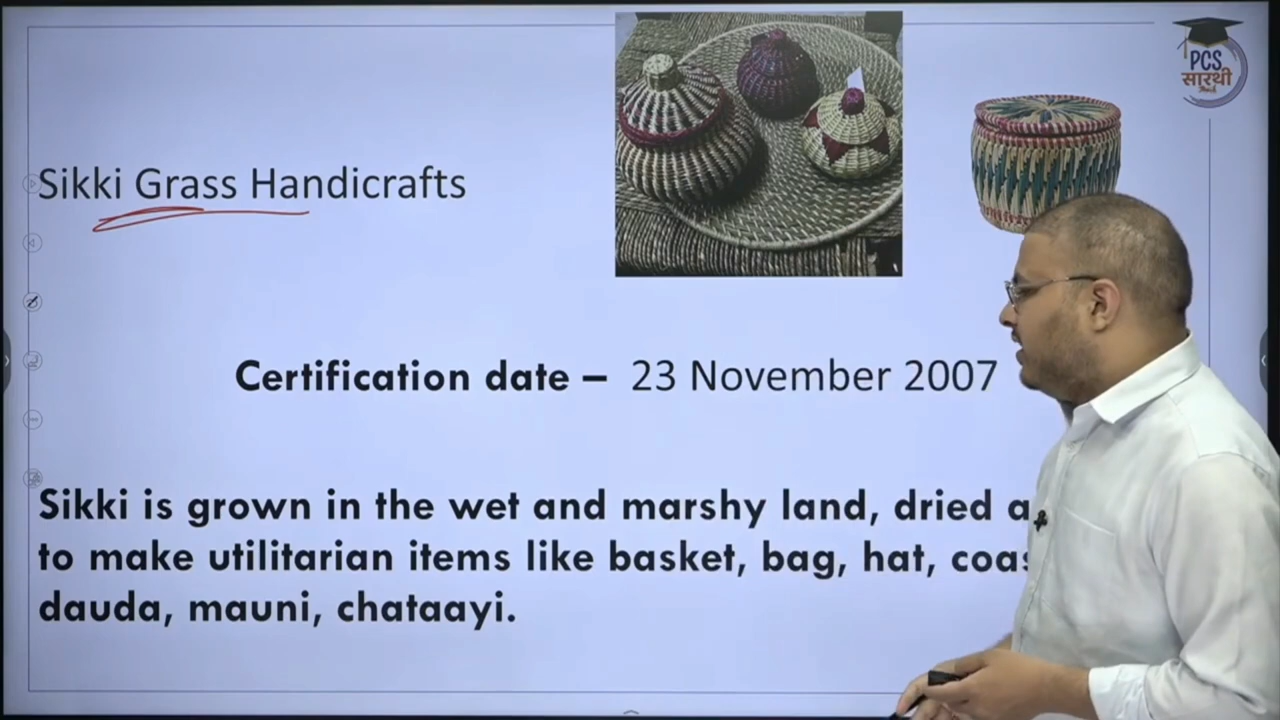 PCS
सारथी
Sikki Grass Handicrafts
Certification date – 23 November 2007
Sikki is grown in the wet and marshy land, dried
to make utilitarian items like basket, bag, hat,
dauda, mauni, chataayi.